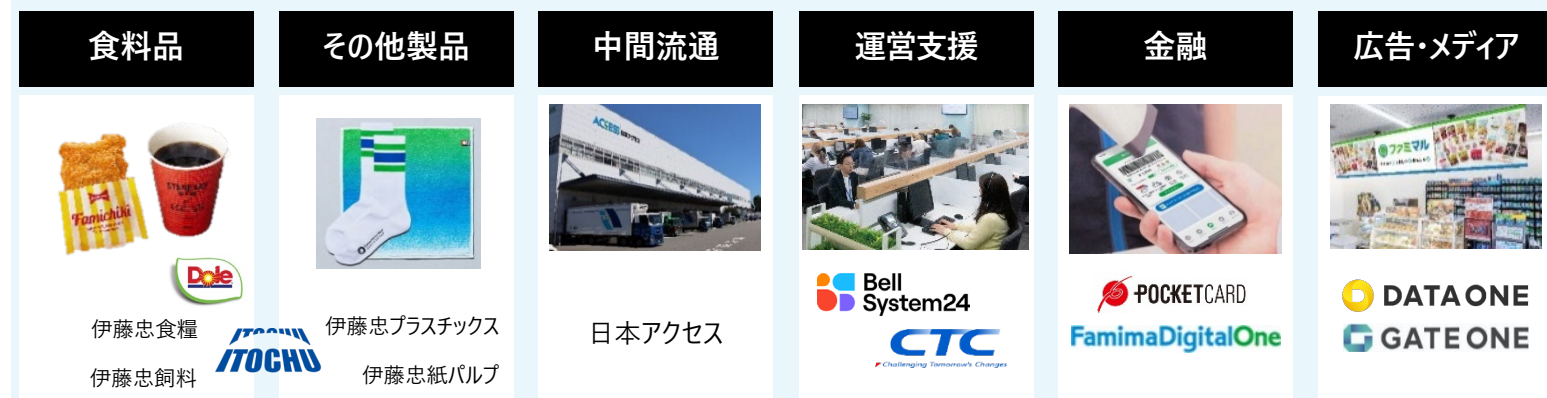 食料品
その他製品
中間流通
運営支援
金融
広告・メディア
Famichiki
Dole
伊藤忠食糧
伊藤忠飼料
ITOCHU
ITOCHU
伊藤忠プラスチックス
伊藤忠紙パルプ
ACCESS
日本アクセス
Bell
System24
CTC
Challenging Tomorrow's Changes
POCKETCARD
FamimaDigitalOne
ファミマル
DATA ONE
GATE ONE